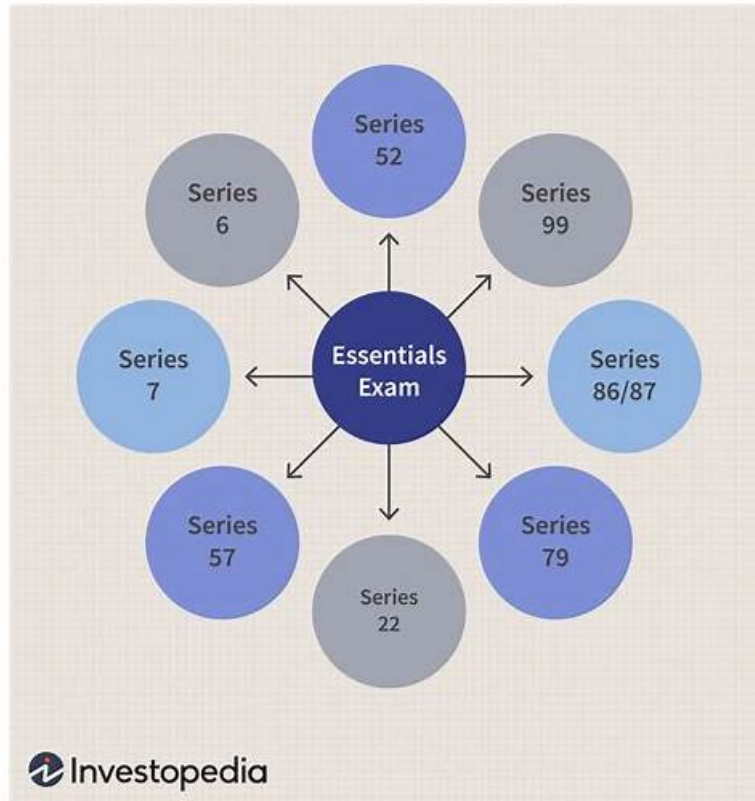 Series
52
Series
6
Series
99
Series
7
Essentials
Exam
Series
86/87
Series
57
Series
79
Series
22
Investopedia